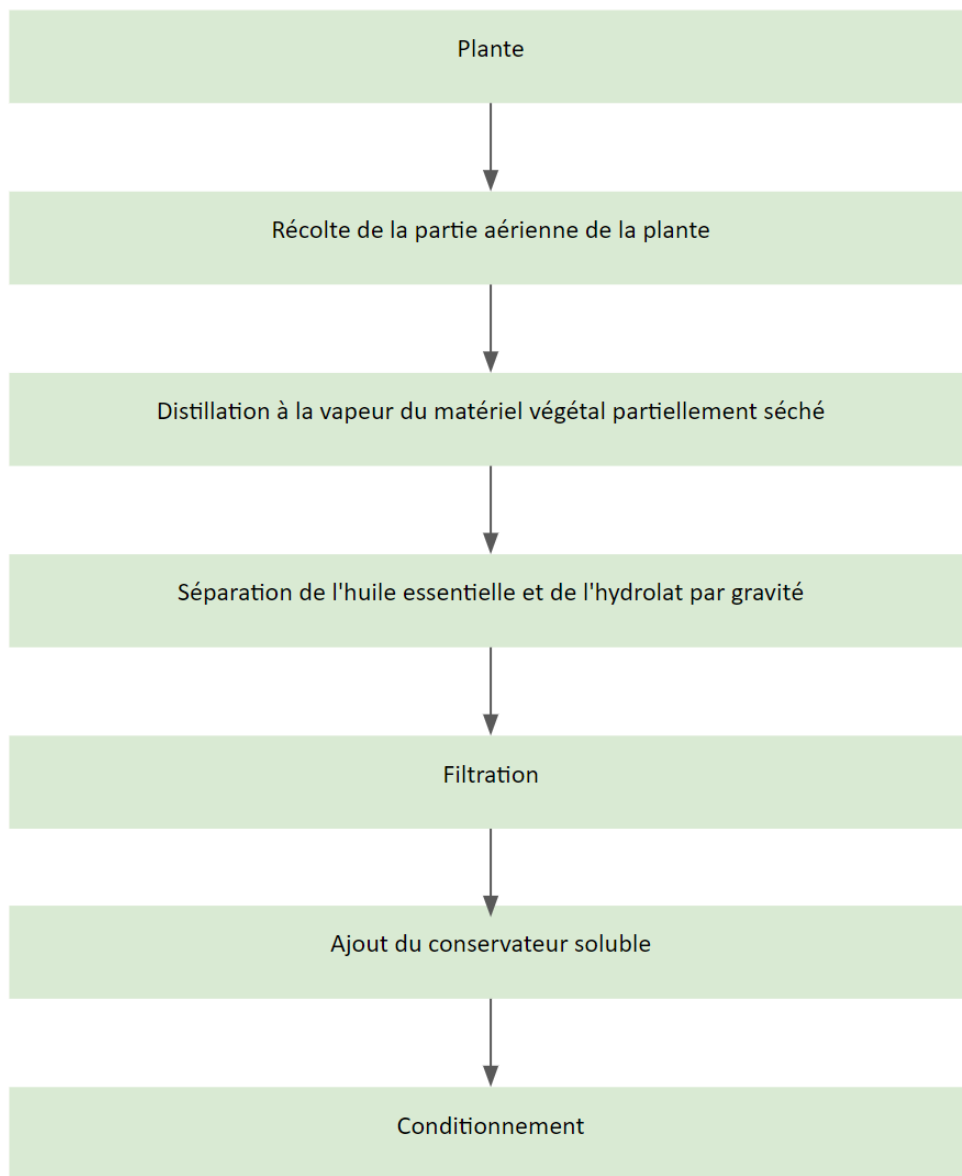 Plante
Récolte de la partie aérienne de la plante
Distillation à la vapeur du matériel végétal partiellement séché
Séparation de l'huile essentielle et de l'hydrolat par gravité
Filtration
Ajout du conservateur soluble
Conditionnement